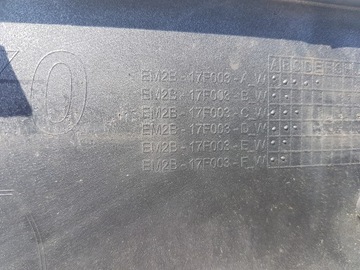 A B C D E F
O
EM2B - 17F003 - A_W
EM2B - 17F003 - B_W
EM2B - 17F003 - C_W
EM2B - 17F003 - D_W
EM2B - 17F003 - E_W
EM2B - 17F003 - F_W